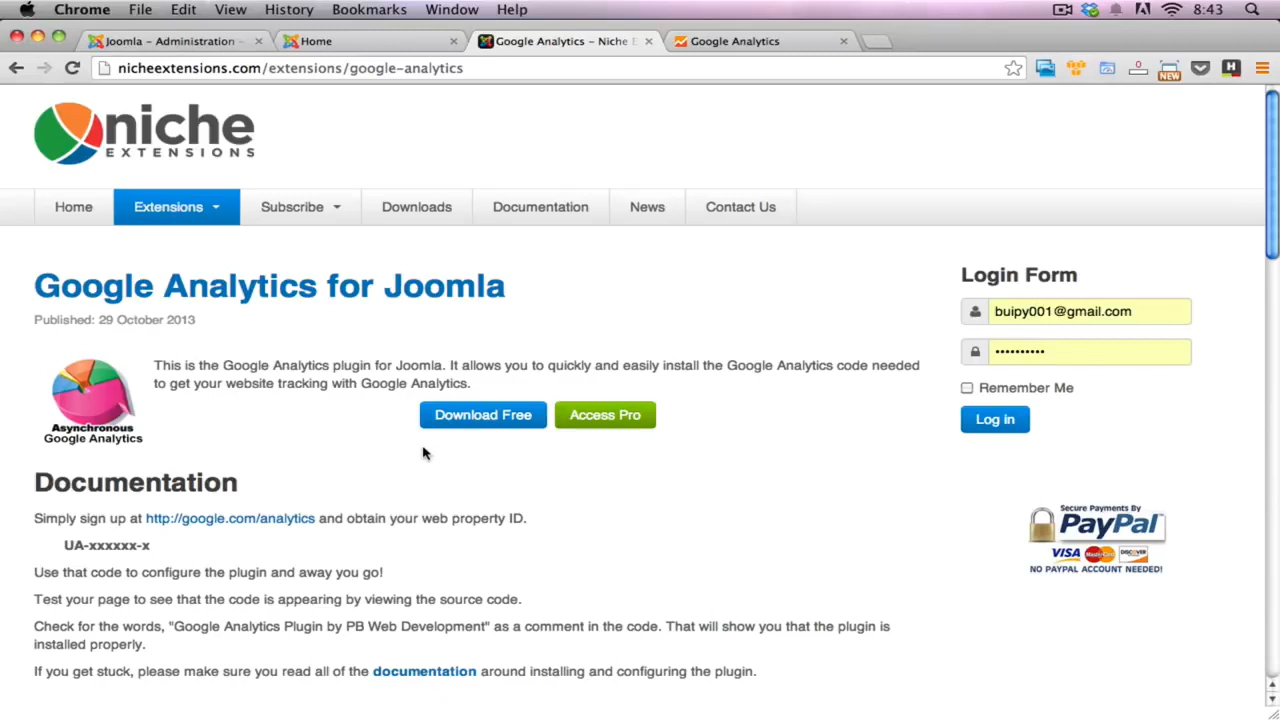 Chrome File Edit View History Bookmarks Window Help 8:43
Joomla - Administration - × Home × Google Analytics - Niche E × Google Analytics ×
nicheextensions.com/extensions/google-analytics 0 NEW H
niche
EXTENSIONS
Home Extensions Subscribe Downloads Documentation News Contact Us
Google Analytics for Joomla
Published: 29 October 2013
Login Form
buipy001@gmail.com
••••••••••
Remember Me
Log in
This is the Google Analytics plugin for Joomla. It allows you to quickly and easily install the Google Analytics code needed
to get your website tracking with Google Analytics.
Download Free Access Pro
Asynchronous
Google Analytics
Documentation
Simply sign up at http://google.com/analytics and obtain your web property ID.
UA-xxxxxx-x
Use that code to configure the plugin and away you go!
Test your page to see that the code is appearing by viewing the source code.
Check for the words, "Google Analytics Plugin by PB Web Development" as a comment in the code. That will show you that the plugin is
installed properly.
If you get stuck, please make sure you read all of the documentation around installing and configuring the plugin.
Secure Payments By
PayPal
VISA MasterCard DISCOVER
NO PAYPAL ACCOUNT NEEDED!